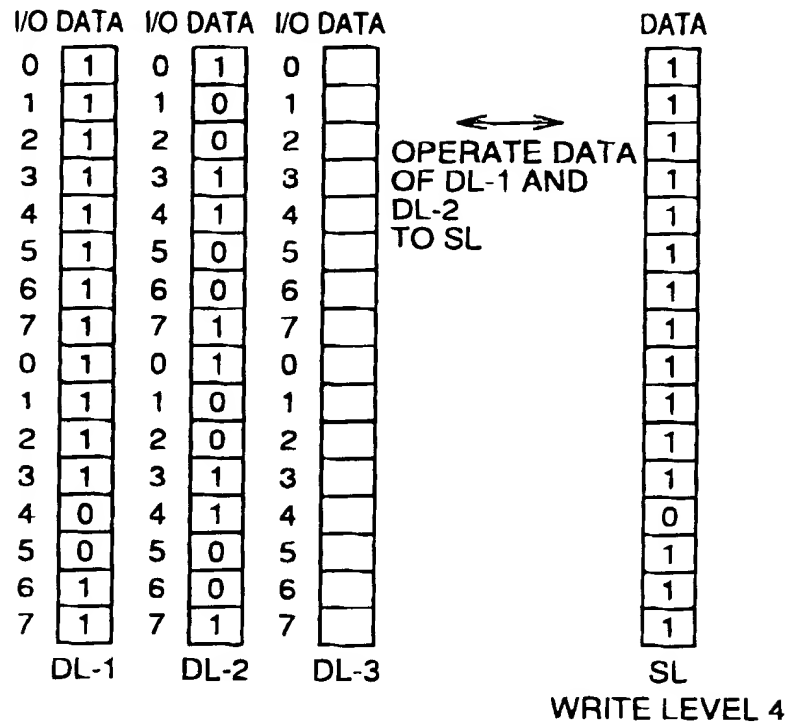 I/O DATA I/O DATA I/O DATA DATA
0 1 0 1 0 1
1 1 1 0 1 1
2 1 2 0 2 1
3 1 3 1 3 1
4 1 4 1 4 1
5 1 5 0 5 1
6 1 6 0 6 1
7 1 7 1 7 1
0 1 0 1 0 1
1 1 1 0 1 1
2 1 2 0 2 1
3 1 3 1 3 1
4 0 4 1 4 0
5 0 5 0 5 1
6 1 6 0 6 1
7 1 7 1 7 1
OPERATE DATA
OF DL-1 AND
DL-2
TO SL
DL-1 DL-2 DL-3 SL
WRITE LEVEL 4